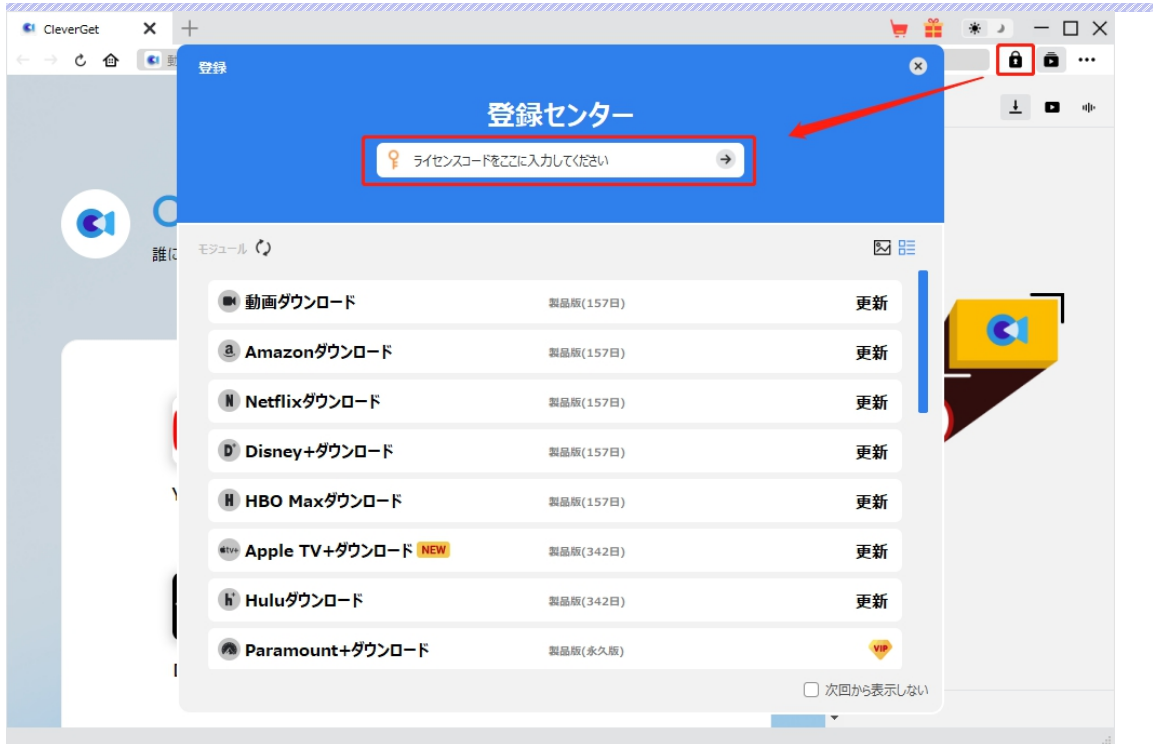 CleverGet
登録
登録センター
ライセンスコードをここに入力してください
モジュール
動画ダウンロード 製品版(157日) 更新
Amazonダウンロード 製品版(157日) 更新
Netflixダウンロード 製品版(157日) 更新
Disney+ダウンロード 製品版(157日) 更新
HBO Maxダウンロード 製品版(157日) 更新
Apple TV+ダウンロード NEW 製品版(342日) 更新
Huluダウンロード 製品版(342日) 更新
Paramount+ダウンロード 製品版(永久版) VIP
次回から表示しない